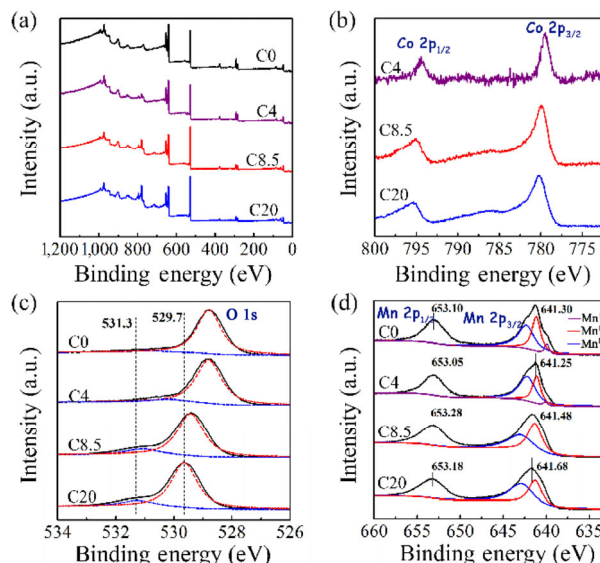 (a)
C0
C4
C8.5
C20
Intensity (a.u.)
1,200 1,000 800 600 400 200 0
Binding energy (eV)
(b)
Co 2p1/2
Co 2p3/2
C4
C8.5
C20
Intensity (a.u.)
800 795 790 785 780 775
Binding energy (eV)
(c)
531.3
529.7
O 1s
C0
C4
C8.5
C20
Intensity (a.u.)
534 532 530 528 526
Binding energy (eV)
(d)
Mn 2p1/2
653.10
Mn 2p3/2
641.30
Mn
Mn
Mn
C0
653.05
641.25
C4
653.28
641.48
C8.5
653.18
641.68
C20
Intensity (a.u.)
660 655 650 645 640 635
Binding energy (eV)